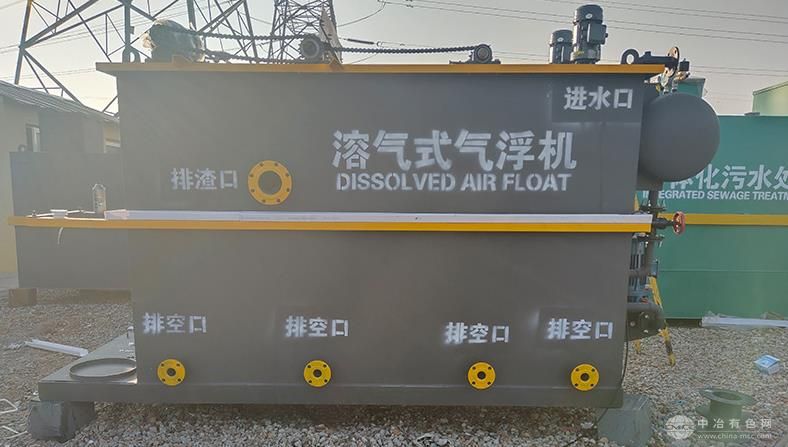 进水口
溶气式气浮机
DISSOLVED AIR FLOAT
排渣口
体化污水处
EGRATED SEWAGE TREATM
排空口
排空口
排空口
排空口
中冶有色网
www.china-mcc.com